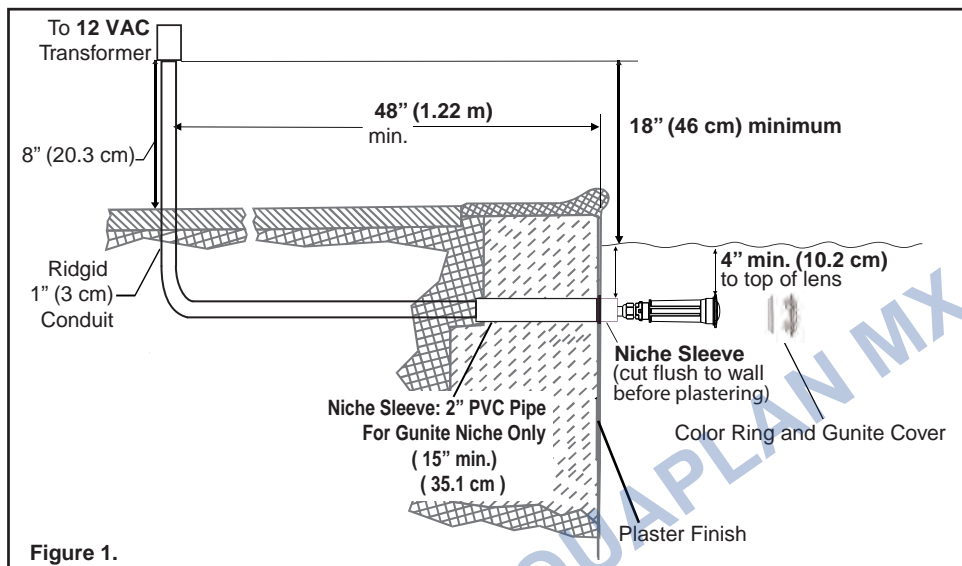 To 12 VAC
Transformer
48” (1.22 m)
min.
18” (46 cm) minimum
8” (20.3 cm)
4” min. (10.2 cm)
to top of lens
Ridgid
1” (3 cm)
Conduit
Niche Sleeve
(cut flush to wall
before plastering)
Niche Sleeve: 2” PVC Pipe
For Gunite Niche Only
( 15” min.)
( 35.1 cm )
Color Ring and Gunite Cover
Plaster Finish
Figure 1.
QUAPLAN MX